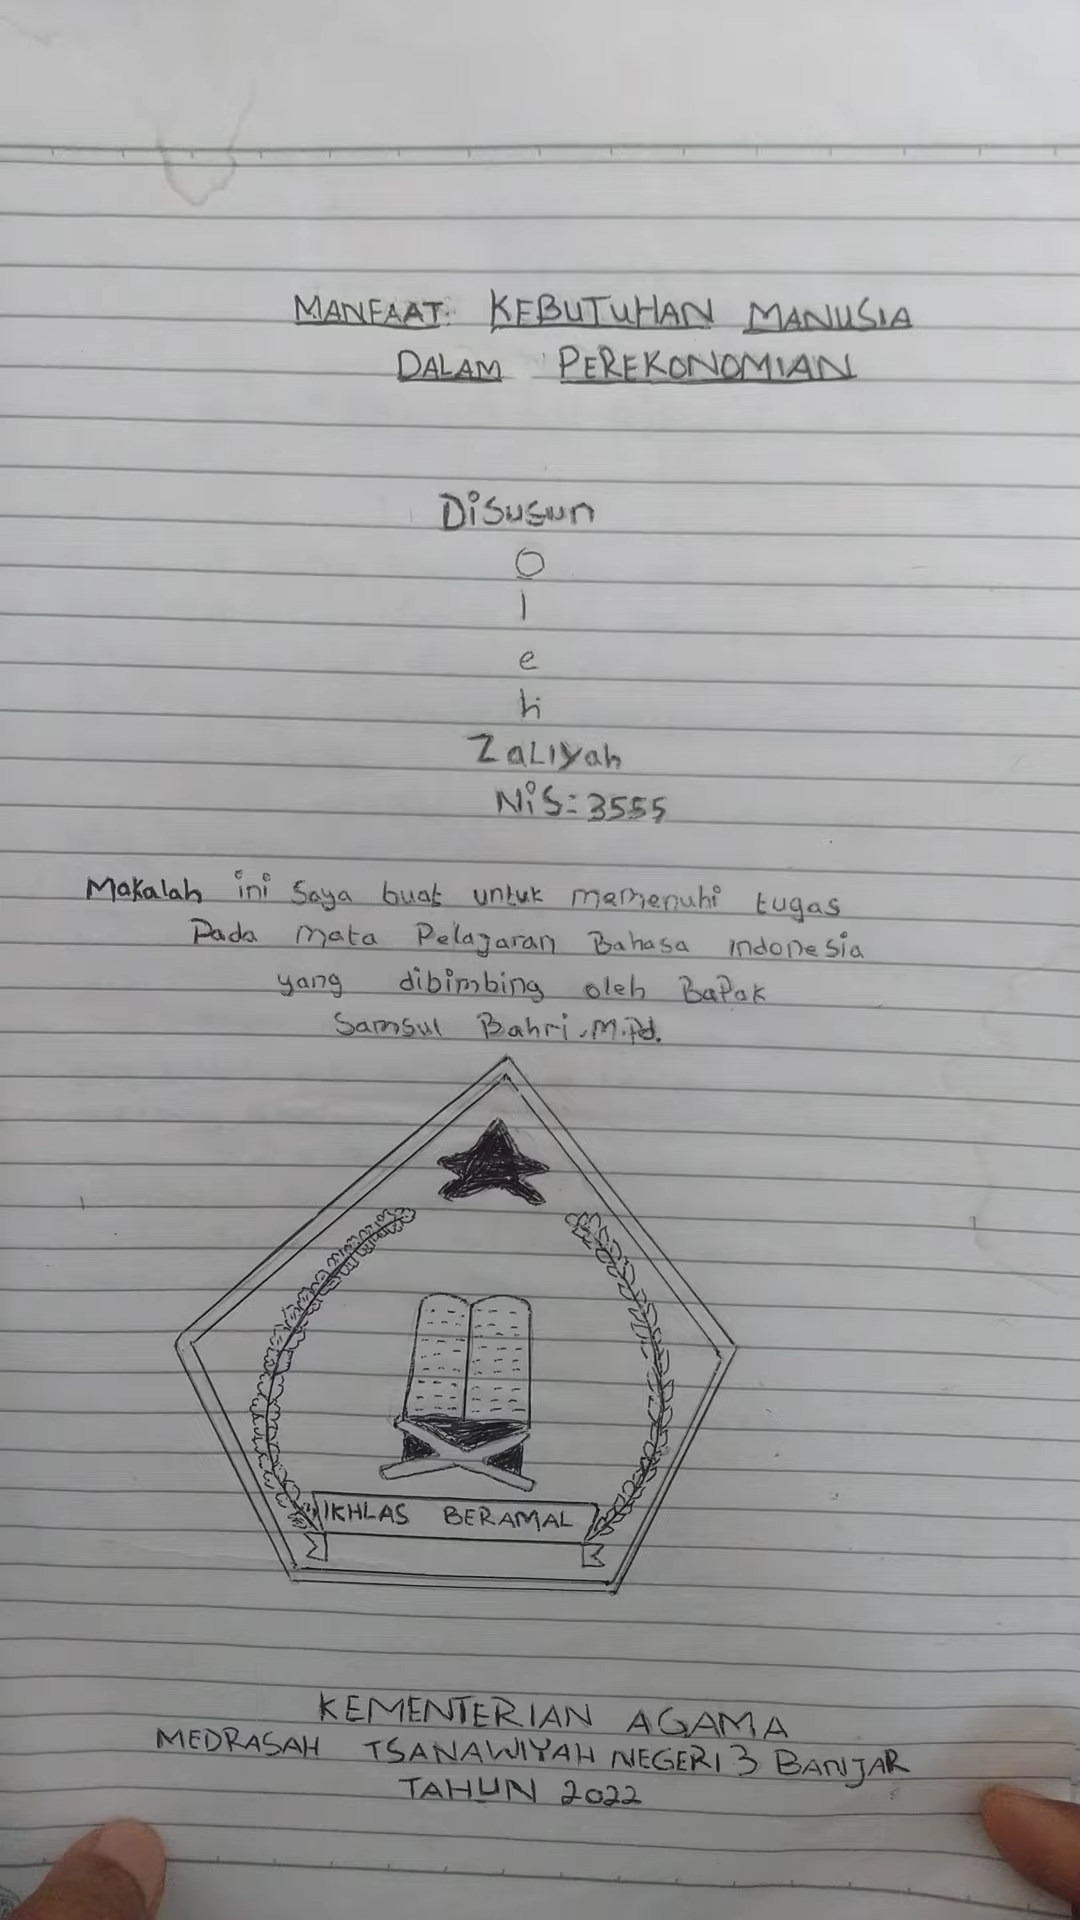 MANFAAT KEBUTUHAN MANUSIA
DALAM PEREKONOMIAN
Disusun
O
l
e
h
Zaliyah
NiS: 3555
Makalah ini saya buat untuk memenuhi tugas
Pada mata Pelajaran Bahasa indonesia
yang dibimbing oleh BaPak
Samsul Bahri.M.Pd.
IKHLAS BERAMAL
KEMENTERIAN AGAMA
MEDRASAH TSANAWIYAH NEGERI 3 BANJAR
TAHUN 2022